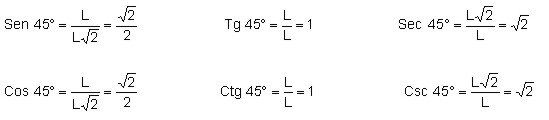 Sen 45° = L/L√2 = √2/2 Tg 45° = L/L = 1 Sec 45° = L√2/L = √2
Cos 45° = L/L√2 = √2/2 Ctg 45° = L/L = 1 Csc 45° = L√2/L = √2